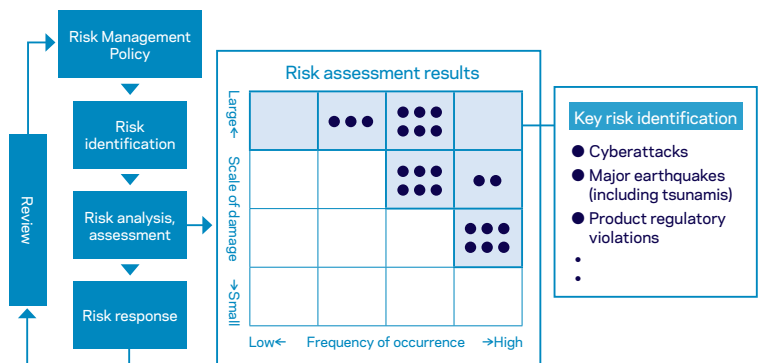 Risk Management
Policy
Risk
identification
Risk analysis,
assessment
Risk response
Review
Risk assessment results
Large←
Scale of damage
→Small
Low←
Frequency of occurrence
→High
Key risk identification
● Cyberattacks
● Major earthquakes
(including tsunamis)
● Product regulatory
violations
•
•